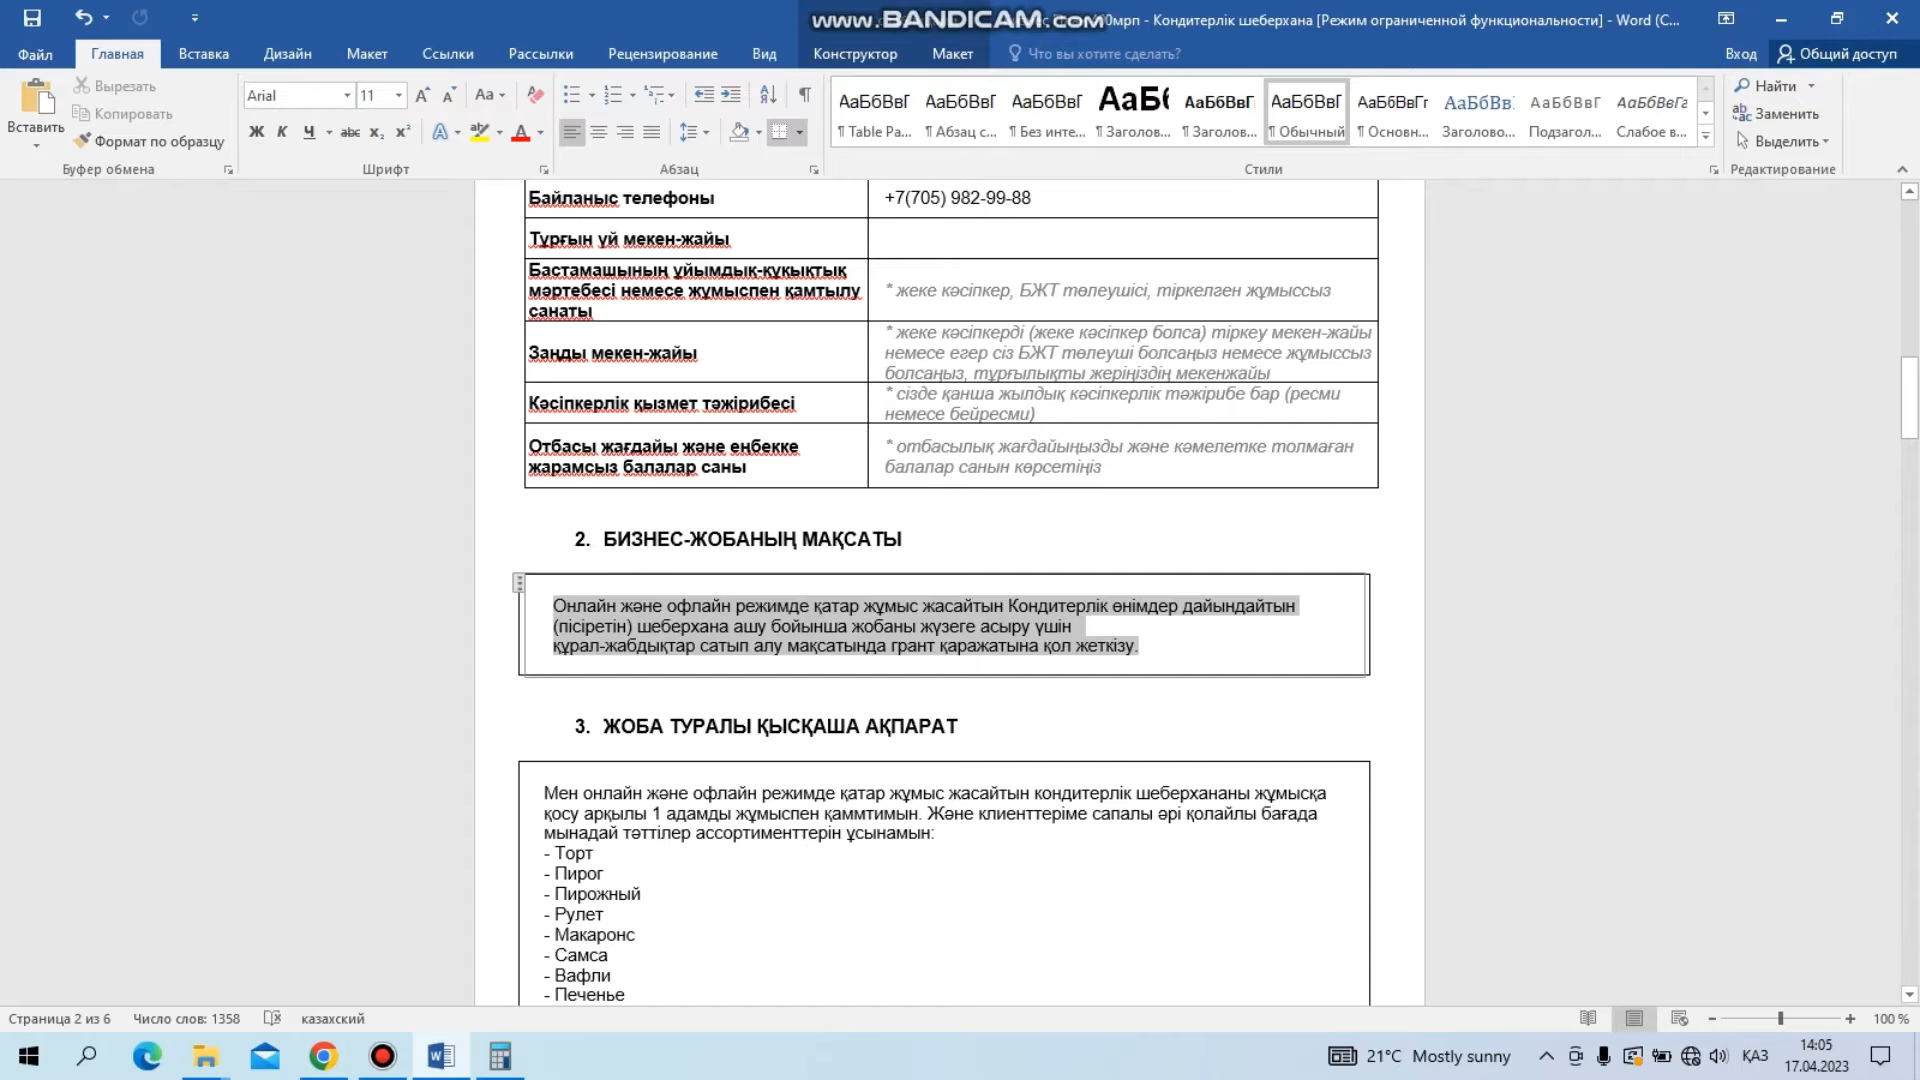 www.BANDICAM.com
400мрп - Кондитерлік шеберхана [Режим ограниченной функциональности] - Word (С...
Файл Главная Вставка Дизайн Макет Ссылки Рассылки Рецензирование Вид Конструктор Макет Что вы хотите сделать? Вход Общий доступ
Вставить
Вырезать
Копировать
Формат по образцу
Буфер обмена
Arial 11
Шрифт
Абзац
АаБбВвГ АаБбВвГ АаБбВвГ АаБб АаБбВвГ АаБбВвГ АаБбВвГг АаБбВв АаБбВвГ АаБбВвГг
¶ Table Pa... ¶ Абзац с... ¶ Без инте... ¶ Заголов... ¶ Заголов... ¶ Обычный ¶ Основн... Заголово... Подзагол... Слабое в...
Стили
Найти
Заменить
Выделить
Редактирование
Байланыс телефоны +7(705) 982-99-88
Тұрғын үй мекен-жайы
Бастамашының ұйымдық-құқықтық
мәртебесі немесе жұмыспен қамтылу
санаты
* жеке кәсіпкер, БЖТ төлеушісі, тіркелген жұмыссыз
Заңды мекен-жайы
* жеке кәсіпкерді (жеке кәсіпкер болса) тіркеу мекен-жайы
немесе егер сіз БЖТ төлеуші болсаңыз немесе жұмыссыз
болсаңыз, тұрғылықты жеріңіздің мекенжайы
Кәсіпкерлік қызмет тәжірибесі
* сізде қанша жылдық кәсіпкерлік тәжірибе бар (ресми
немесе бейресми)
Отбасы жағдайы және еңбекке
жарамсыз балалар саны
* отбасылық жағдайыңызды және кәмелетке толмаған
балалар санын көрсетіңіз
2. БИЗНЕС-ЖОБАНЫҢ МАҚСАТЫ
Онлайн және офлайн режимде қатар жұмыс жасайтын Кондитерлік өнімдер дайындайтын
(пісіретін) шеберхана ашу бойынша жобаны жүзеге асыру үшін
құрал-жабдықтар сатып алу мақсатында грант қаражатына қол жеткізу.
3. ЖОБА ТУРАЛЫ ҚЫСҚАША АҚПАРАТ
Мен онлайн және офлайн режимде қатар жұмыс жасайтын кондитерлік шеберхананы жұмысқа
қосу арқылы 1 адамды жұмыспен қаммтимын. Және клиенттеріме сапалы әрі қолайлы бағада
мынадай тәттілер ассортименттерін ұсынамын:
- Торт
- Пирог
- Пирожный
- Рулет
- Макаронс
- Самса
- Вафли
- Печенье
Страница 2 из 6 Число слов: 1358 казахский 100 %
21°C Mostly sunny ҚАЗ 14:05
17.04.2023